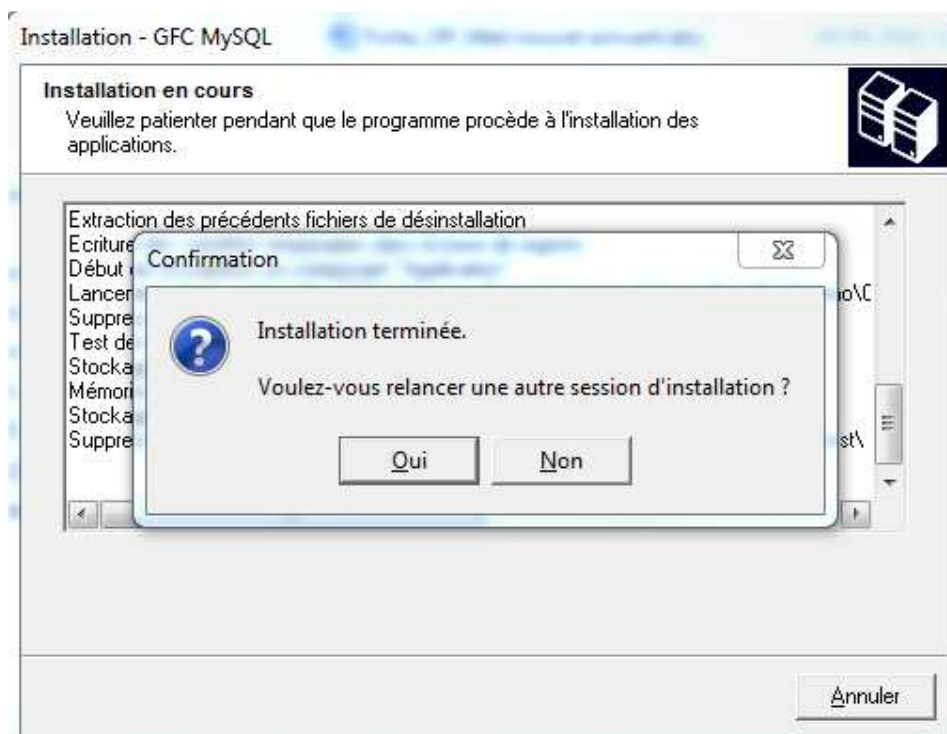 Installation - GFC MySQL
Installation en cours
Veuillez patienter pendant que le programme procède à l'installation des
applications.
Extraction des précédents fichiers de désinstallation
Ecriture
Confirmation
Début
Lancer
Suppre
Installation terminée.
Test dé
Stocka
Voulez-vous relancer une autre session d'installation ?
Mémori
Stocka
Suppre
st\
Oui
Non
Annuler